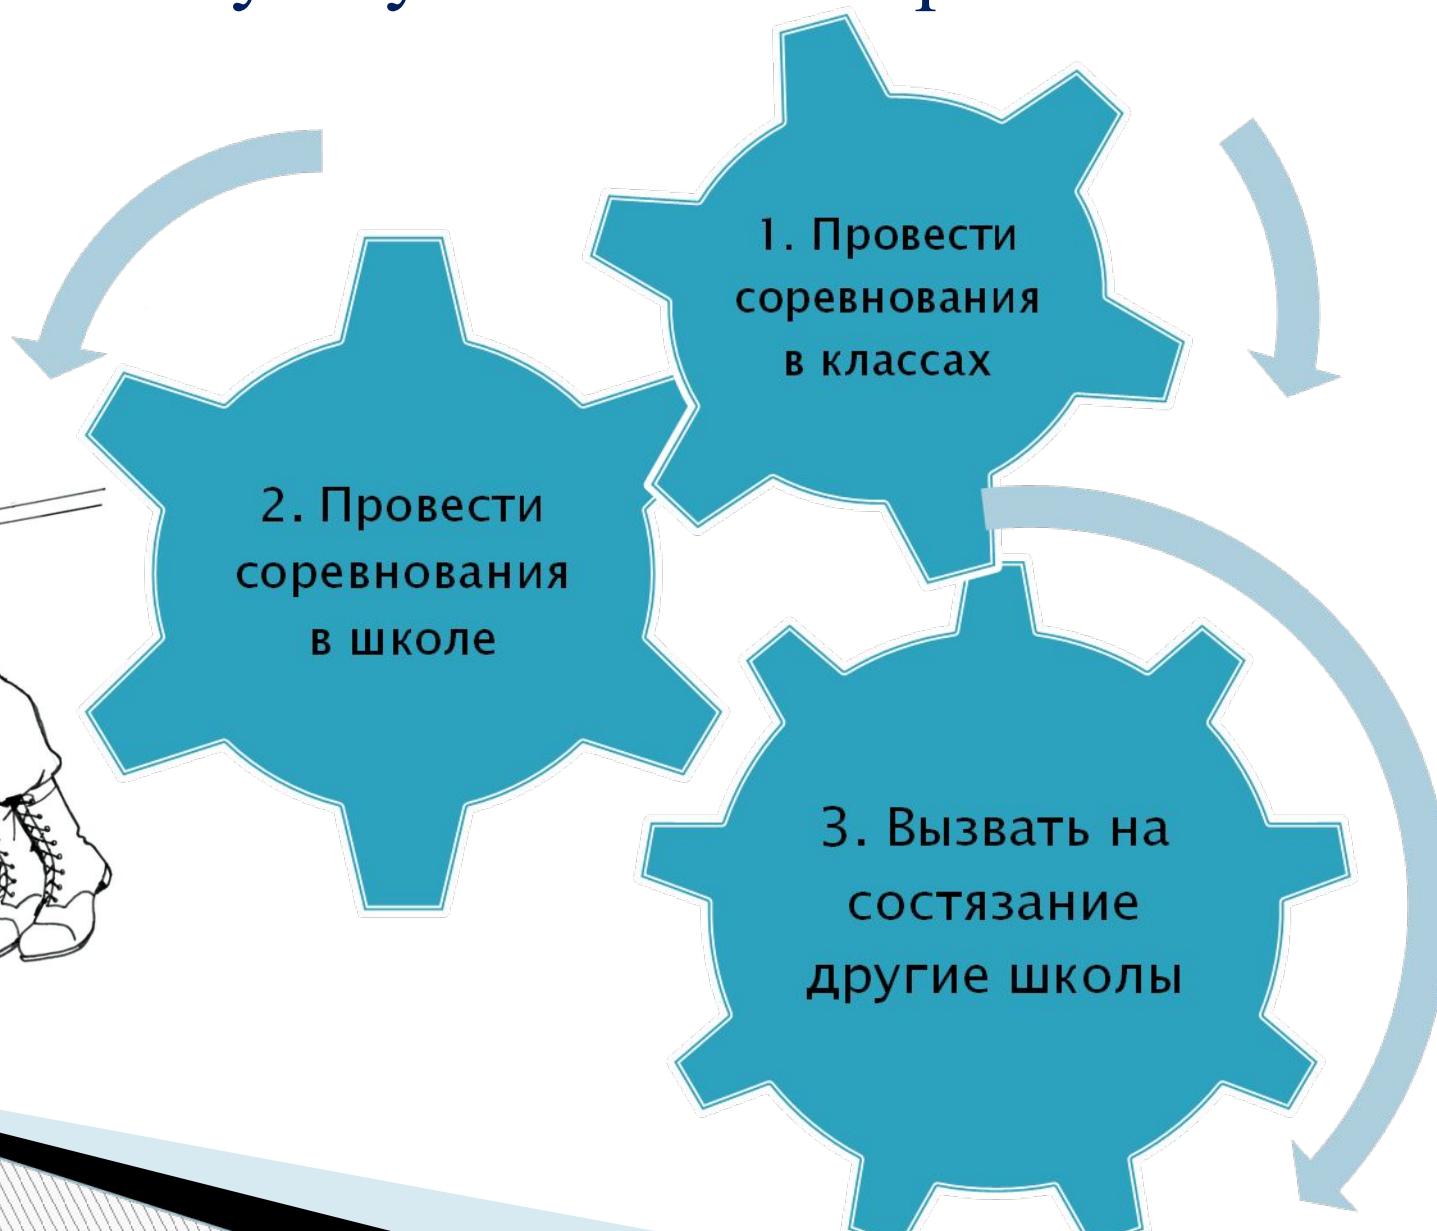 1. Провести
соревнования
в классах
2. Провести
соревнования
в школе
3. Вызвать на
состязание
другие школы